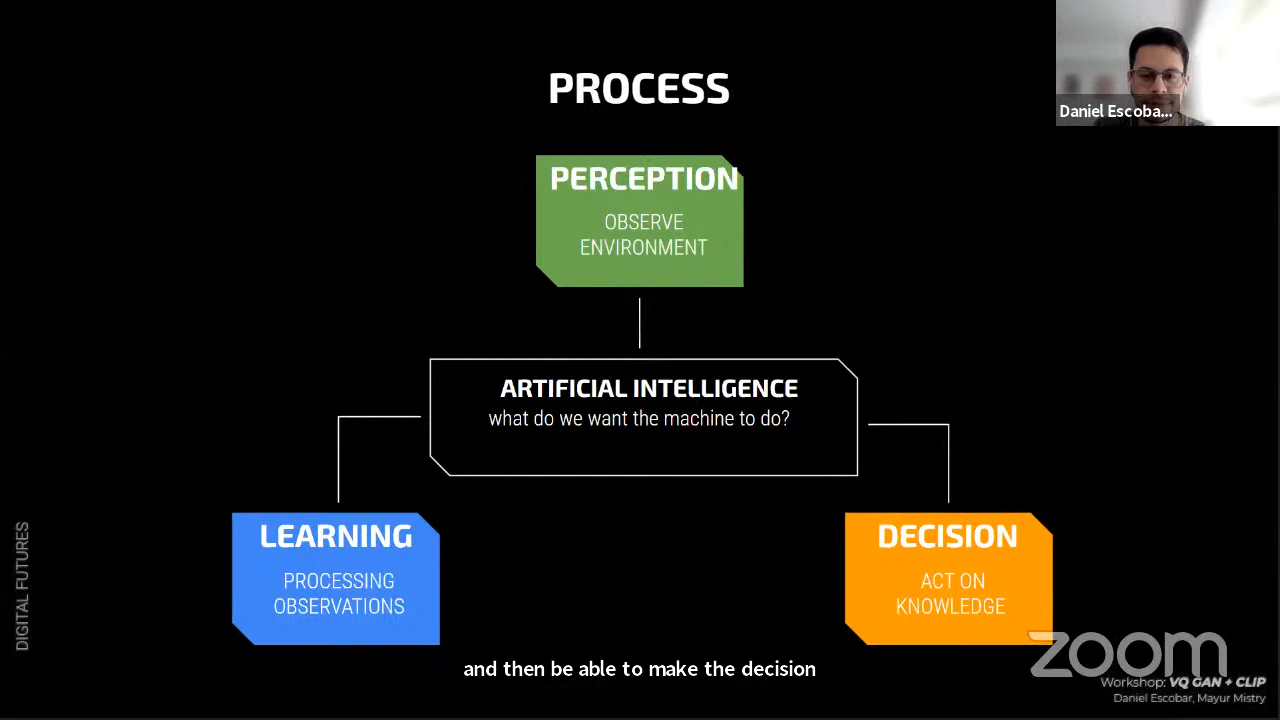 PROCESS
Daniel Escoba...
PERCEPTION
OBSERVE
ENVIRONMENT
ARTIFICIAL INTELLIGENCE
what do we want the machine to do?
LEARNING
PROCESSING
OBSERVATIONS
DECISION
ACT ON
KNOWLEDGE
DIGITAL FUTURES
and then be able to make the decision
zoom
Workshop: VQ GAN + CLIP
Daniel Escobar, Mayur Mistry